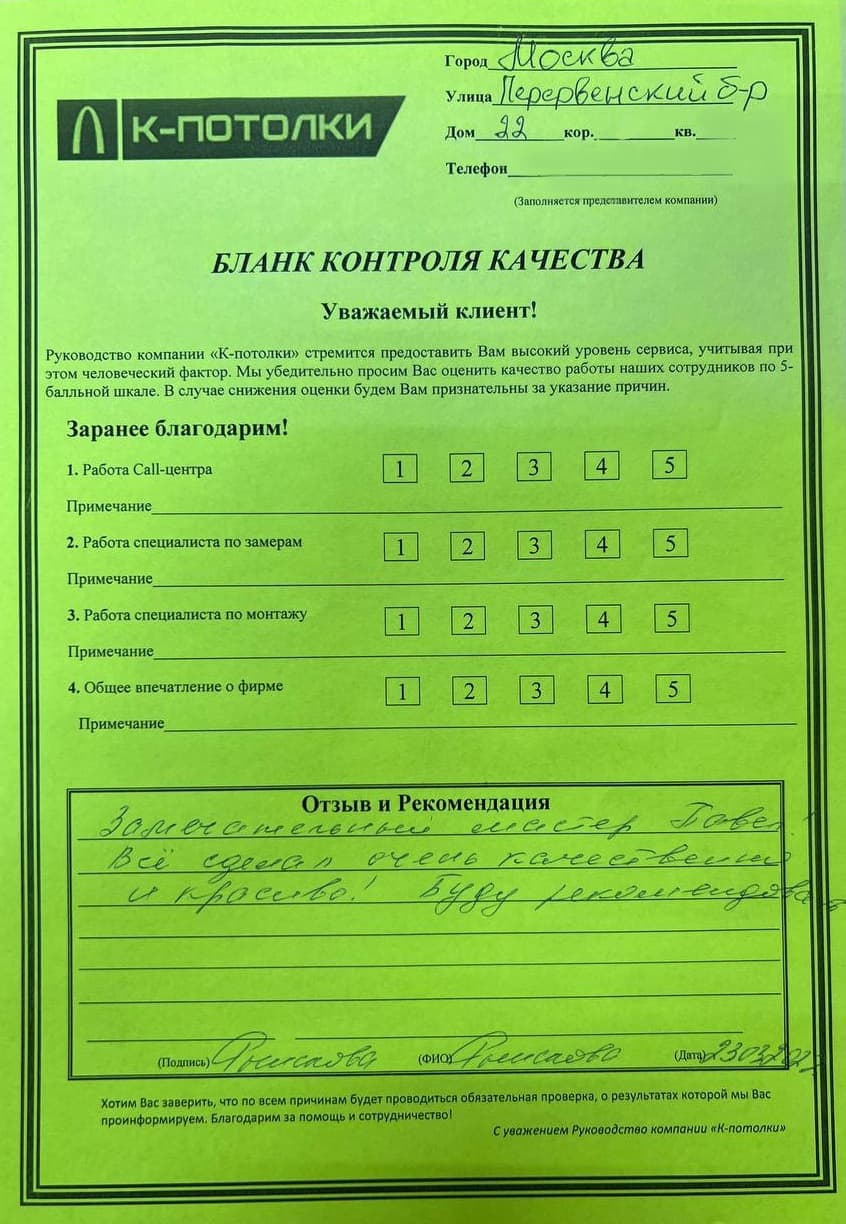 К-ПОТОЛКИ
Город Москва
Улица Перервенский б-р
Дом 22 кор. кв.
Телефон
(Заполняется представителем компании)
БЛАНК КОНТРОЛЯ КАЧЕСТВА
Уважаемый клиент!
Руководство компании «К-потолки» стремится предоставить Вам высокий уровень сервиса, учитывая при
этом человеческий фактор. Мы убедительно просим Вас оценить качество работы наших сотрудников по 5-
балльной шкале. В случае снижения оценки будем Вам признательны за указание причин.
Заранее благодарим!
1. Работа Call-центра 1 2 3 4 5
Примечание
2. Работа специалиста по замерам 1 2 3 4 5
Примечание
3. Работа специалиста по монтажу 1 2 3 4 5
Примечание
4. Общее впечатление о фирме 1 2 3 4 5
Примечание
Отзыв и Рекомендация
Замечательный мастер Павел!
Всё сделал очень качественно
и красиво! Буду рекомендовать
(Подпись) (ФИО) (Дата)
Хотим Вас заверить, что по всем причинам будет проводиться обязательная проверка, о результатах которой мы Вас
проинформируем. Благодарим за помощь и сотрудничество!
С уважением Руководство компании «К-потолки»